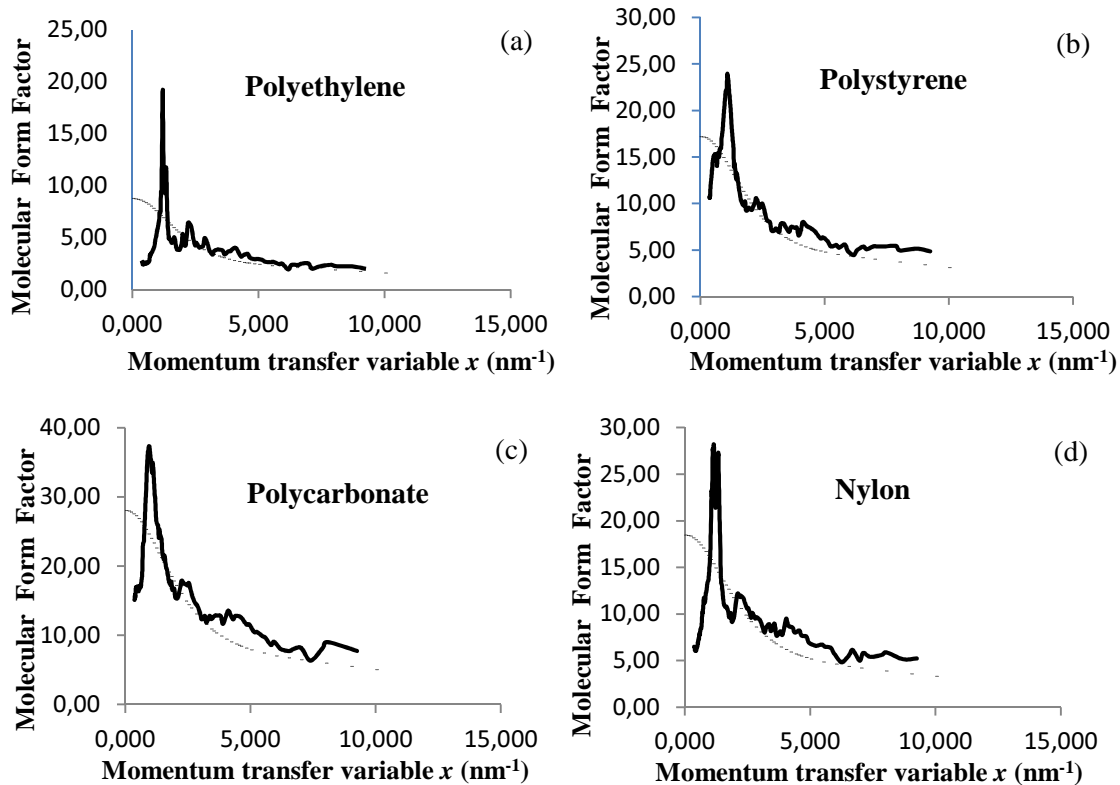 (a)
Polyethylene
Molecular Form Factor
25,00
20,00
15,00
10,00
5,00
0,00
0,000 5,000 10,000 15,000
Momentum transfer variable x (nm⁻¹)
(b)
Polystyrene
Molecular Form Factor
30,00
25,00
20,00
15,00
10,00
5,00
0,00
0,000 5,000 10,000 15,000
Momentum transfer variable x (nm⁻¹)
(c)
Polycarbonate
Molecular Form Factor
40,00
30,00
20,00
10,00
0,00
0,000 5,000 10,000 15,000
Momentum transfer variable x (nm⁻¹)
(d)
Nylon
Molecular Form Factor
30,00
25,00
20,00
15,00
10,00
5,00
0,00
0,000 5,000 10,000 15,000
Momentum transfer variable x (nm⁻¹)